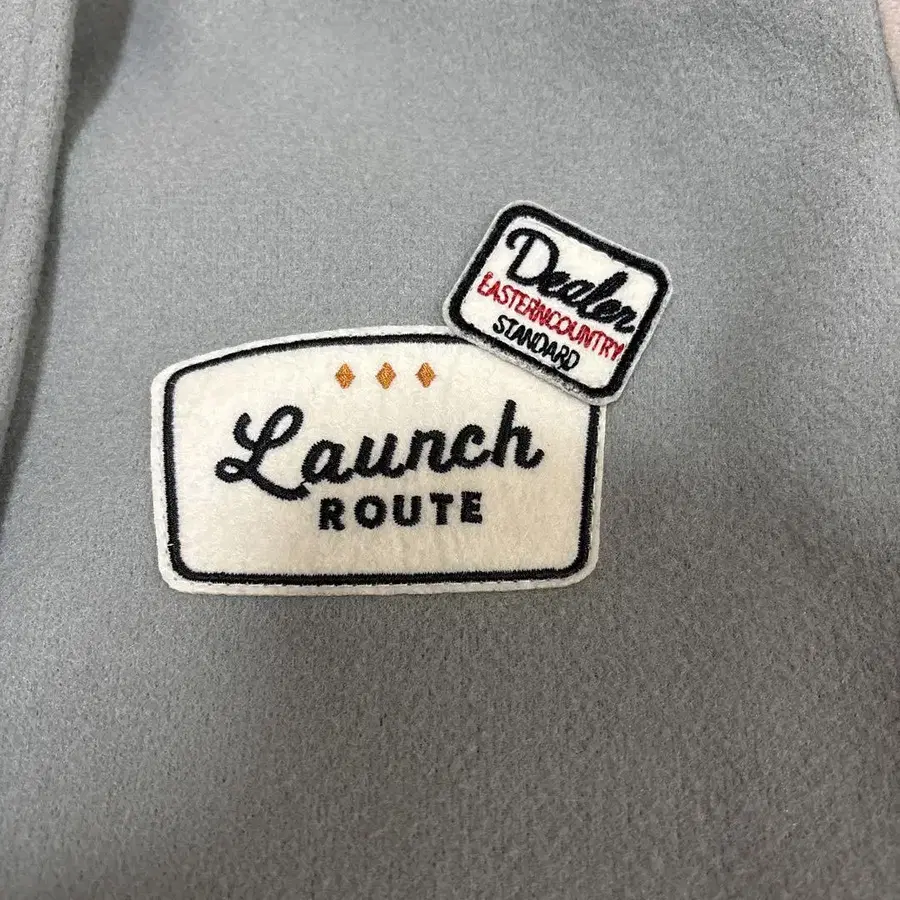 Dealer
EASTERNCOUNTRY
STANDARD
Launch
ROUTE